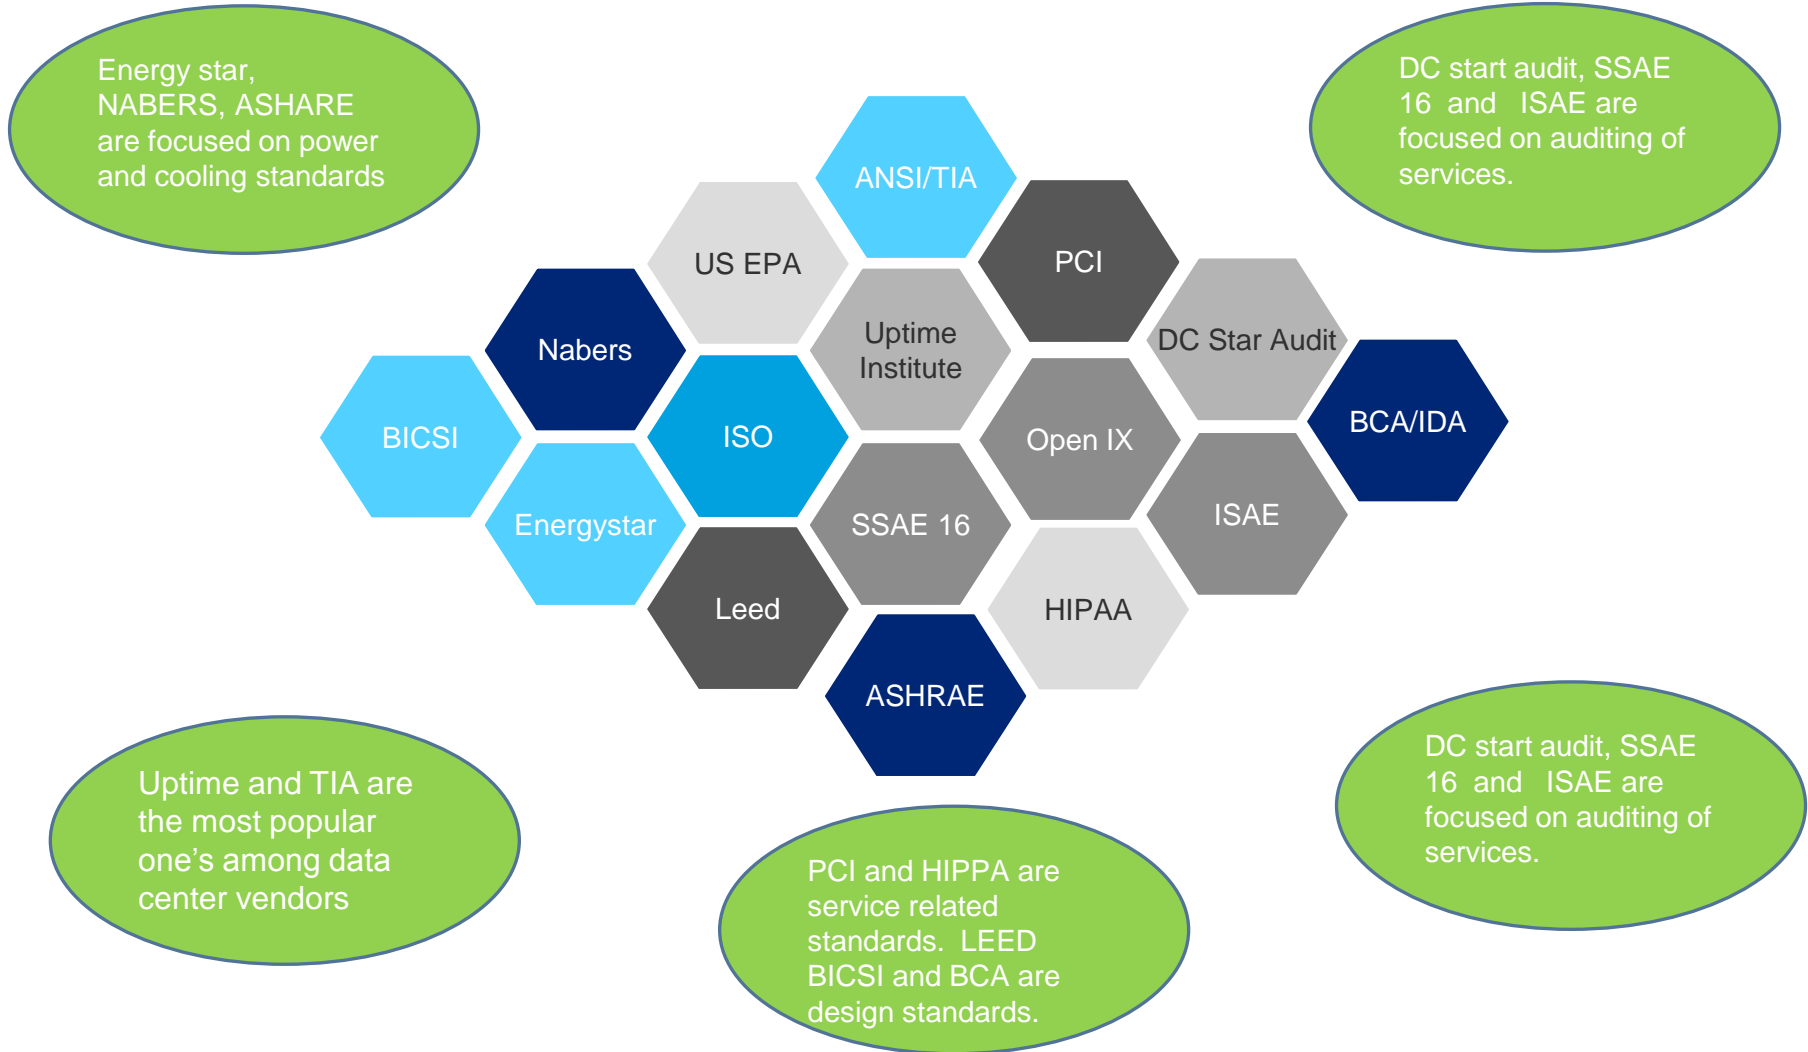 Energy star,
NABERS, ASHARE
are focused on power
and cooling standards
DC start audit, SSAE
16 and ISAE are
focused on auditing of
services.
ANSI/TIA
US EPA
PCI
Nabers
Uptime
Institute
DC Star Audit
BICSI
ISO
Open IX
BCA/IDA
Energystar
SSAE 16
ISAE
Leed
HIPAA
ASHRAE
Uptime and TIA are
the most popular
one’s among data
center vendors
PCI and HIPPA are
service related
standards. LEED
BICSI and BCA are
design standards.
DC start audit, SSAE
16 and ISAE are
focused on auditing of
services.